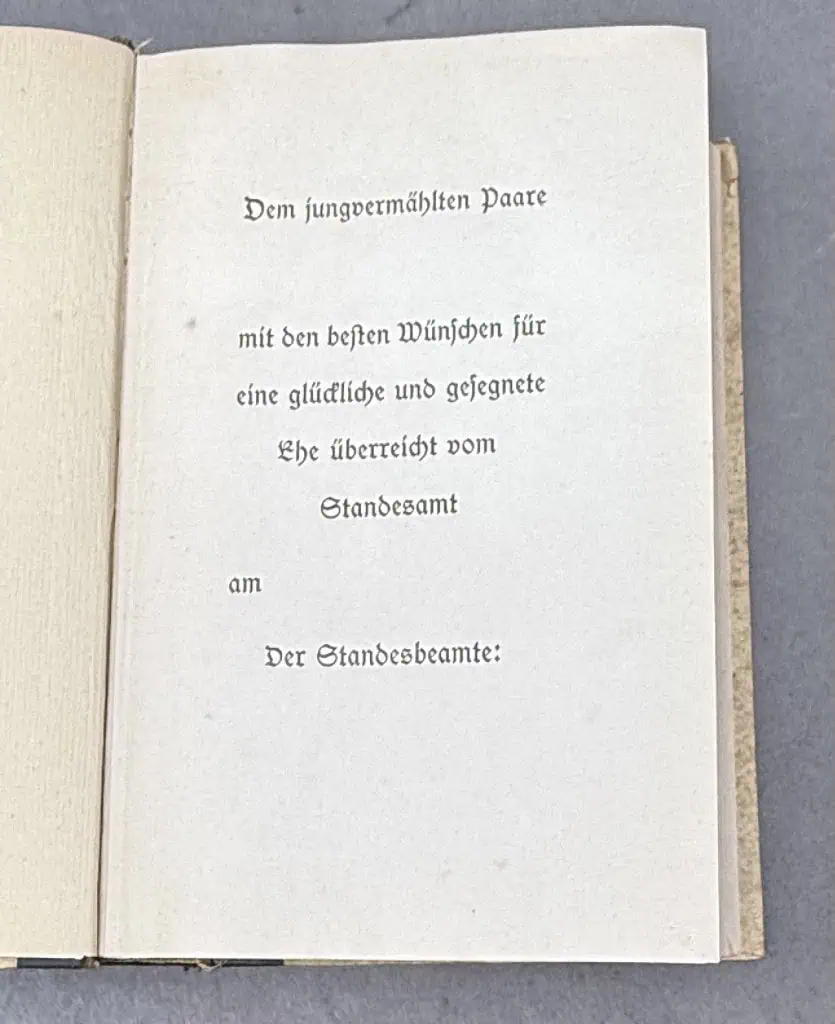 Dem jungvermählten Paare
mit den besten Wünschen für
eine glückliche und gesegnete
Ehe überreicht vom
Standesamt
am
Der Standesbeamte: